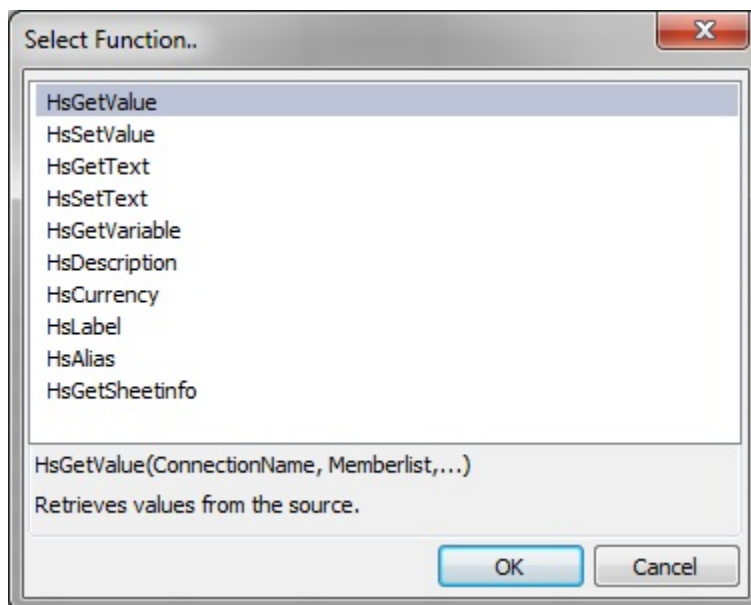 Select Function..
HsGetValue
HsSetValue
HsGetText
HsSetText
HsGetVariable
HsDescription
HsCurrency
HsLabel
HsAlias
HsGetSheetinfo
HsGetValue(ConnectionName, Memberlist,...)
Retrieves values from the source.
OK
Cancel